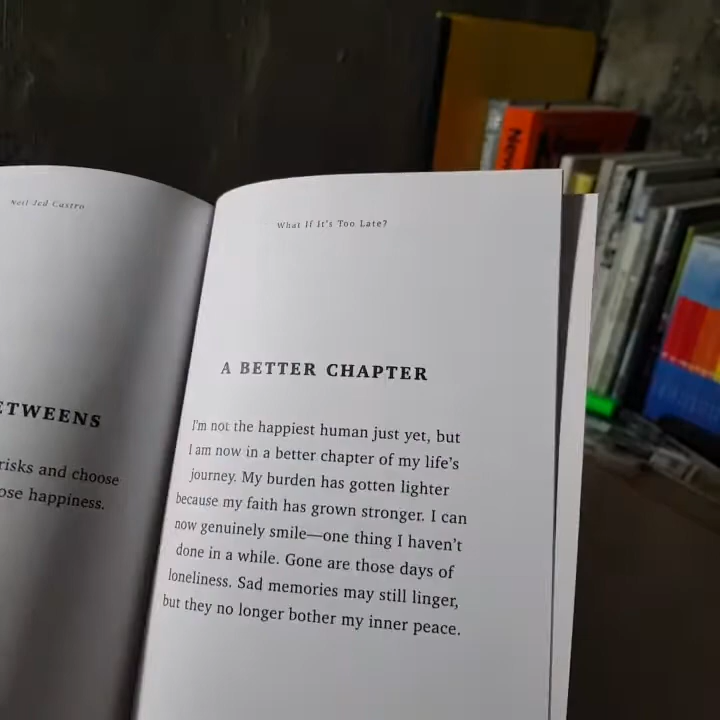 Neil Jed Castro
ETWEENS
risks and choose
ose happiness.
What If It's Too Late?
A BETTER CHAPTER
I'm not the happiest human just yet, but
I am now in a better chapter of my life's
journey. My burden has gotten lighter
because my faith has grown stronger. I can
now genuinely smile—one thing I haven't
done in a while. Gone are those days of
loneliness. Sad memories may still linger,
but they no longer bother my inner peace.